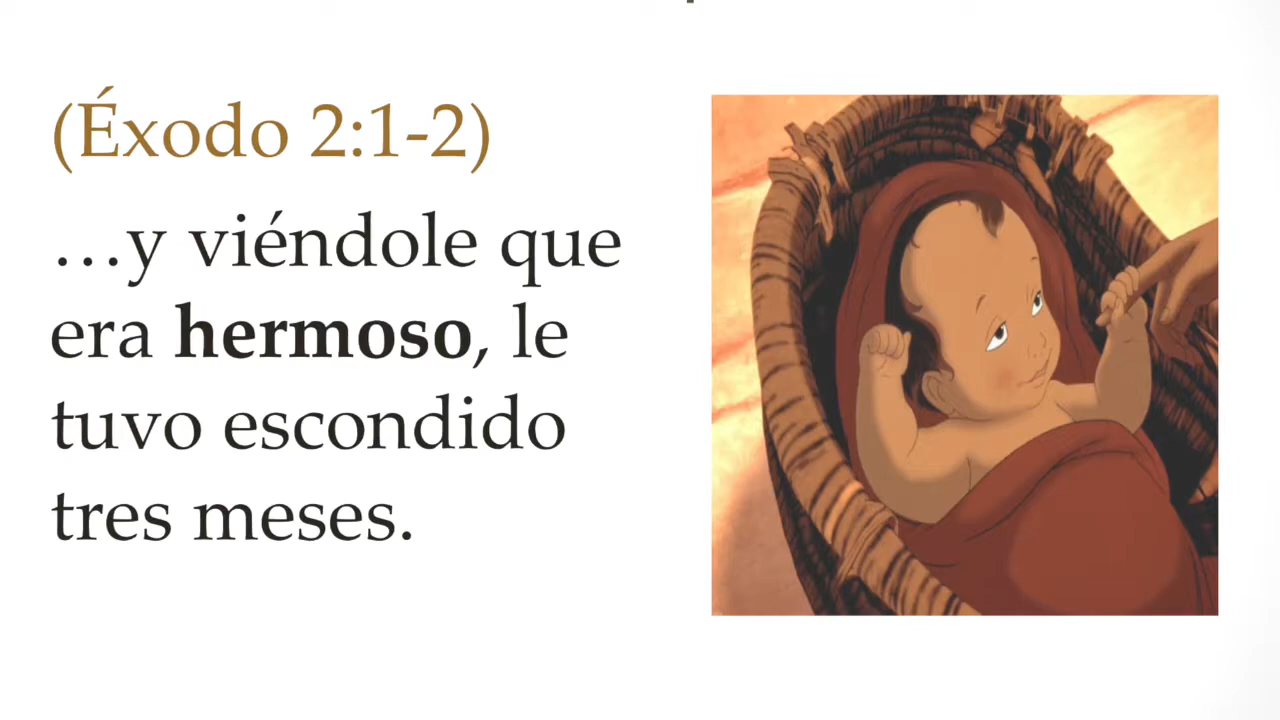 (Éxodo 2:1-2)
…y viéndole que
era hermoso, le
tuvo escondido
tres meses.